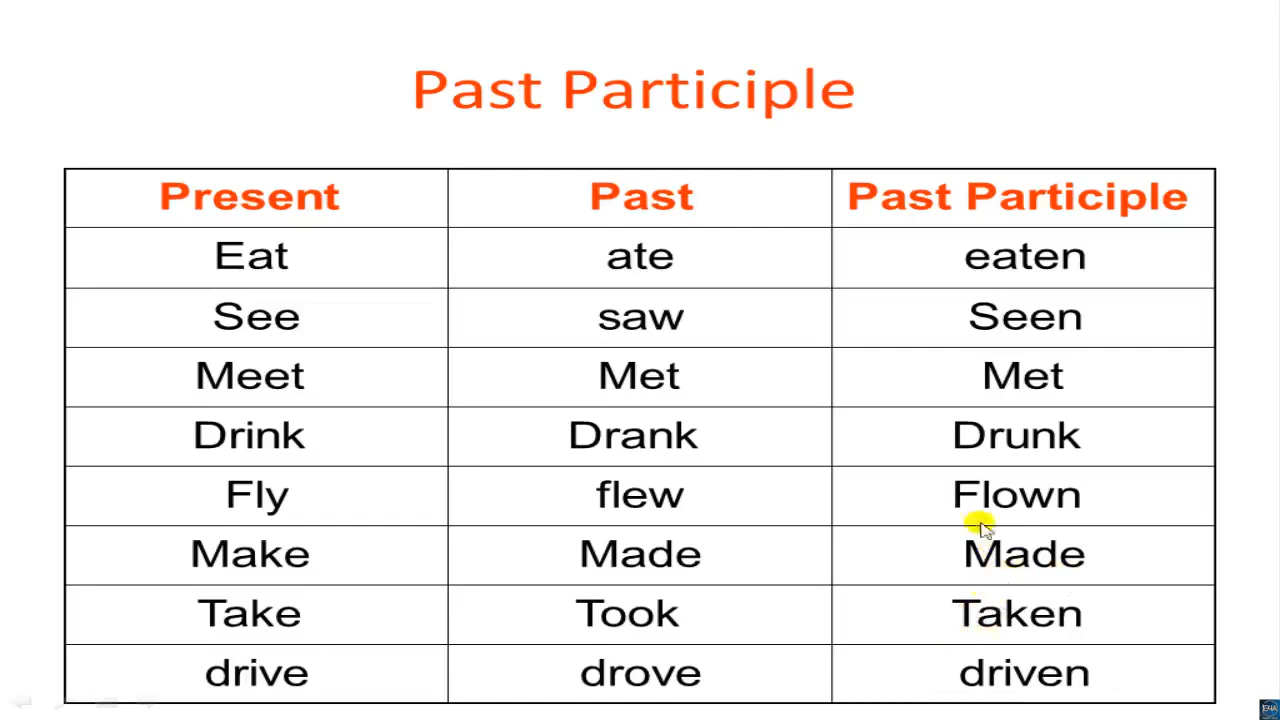 Past Participle
Present Past Past Participle
Eat ate eaten
See saw Seen
Meet Met Met
Drink Drank Drunk
Fly flew Flown
Make Made Made
Take Took Taken
drive drove driven